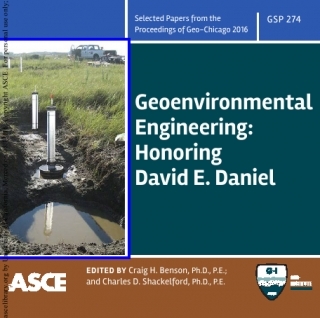 Selected Papers from the
Proceedings of Geo-Chicago 2016
GSP 274
Geoenvironmental
Engineering:
Honoring
David E. Daniel
EDITED BY Craig H. Benson, Ph.D., P.E.;
and Charles D. Shackelford, Ph.D., P.E.
ASCE
G-I